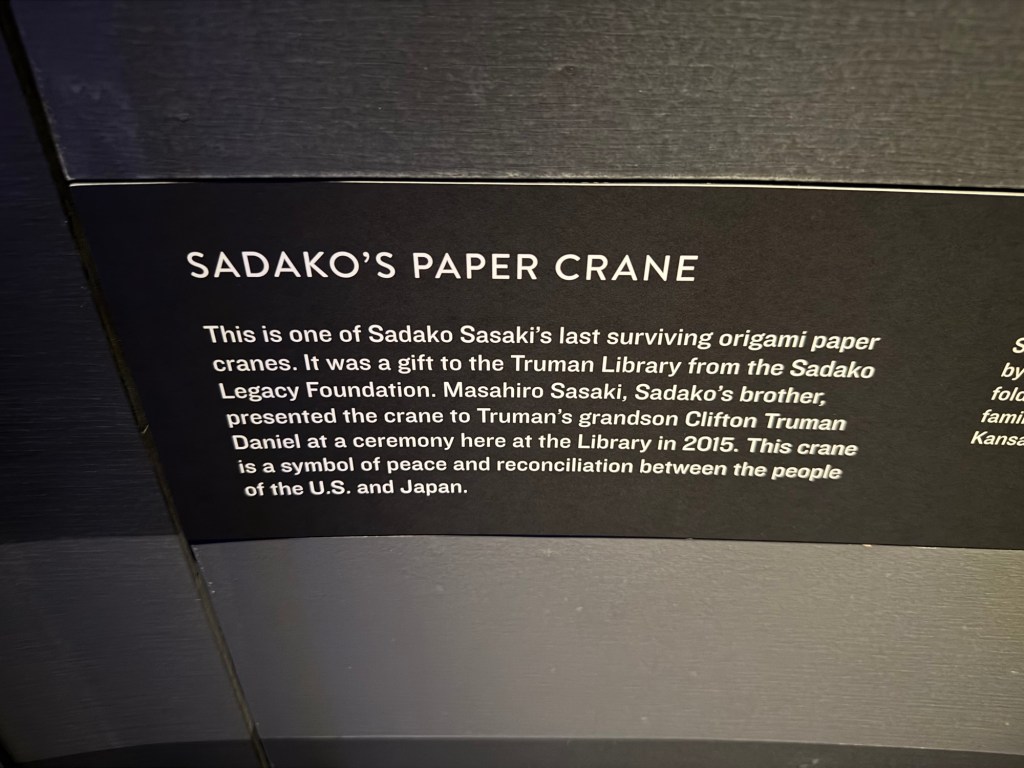 SADAKO'S PAPER CRANE
This is one of Sadako Sasaki's last surviving origami paper
cranes. It was a gift to the Truman Library from the Sadako
Legacy Foundation. Masahiro Sasaki, Sadako's brother,
presented the crane to Truman's grandson Clifton Truman
Daniel at a ceremony here at the Library in 2015. This crane
is a symbol of peace and reconciliation between the people
of the U.S. and Japan.
by